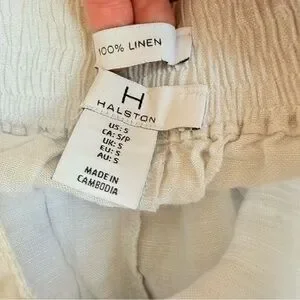 100% LINEN
H
HALSTON
US: S
CA: S/P
UK: S
EU: S
AU: S
MADE IN
CAMBODIA